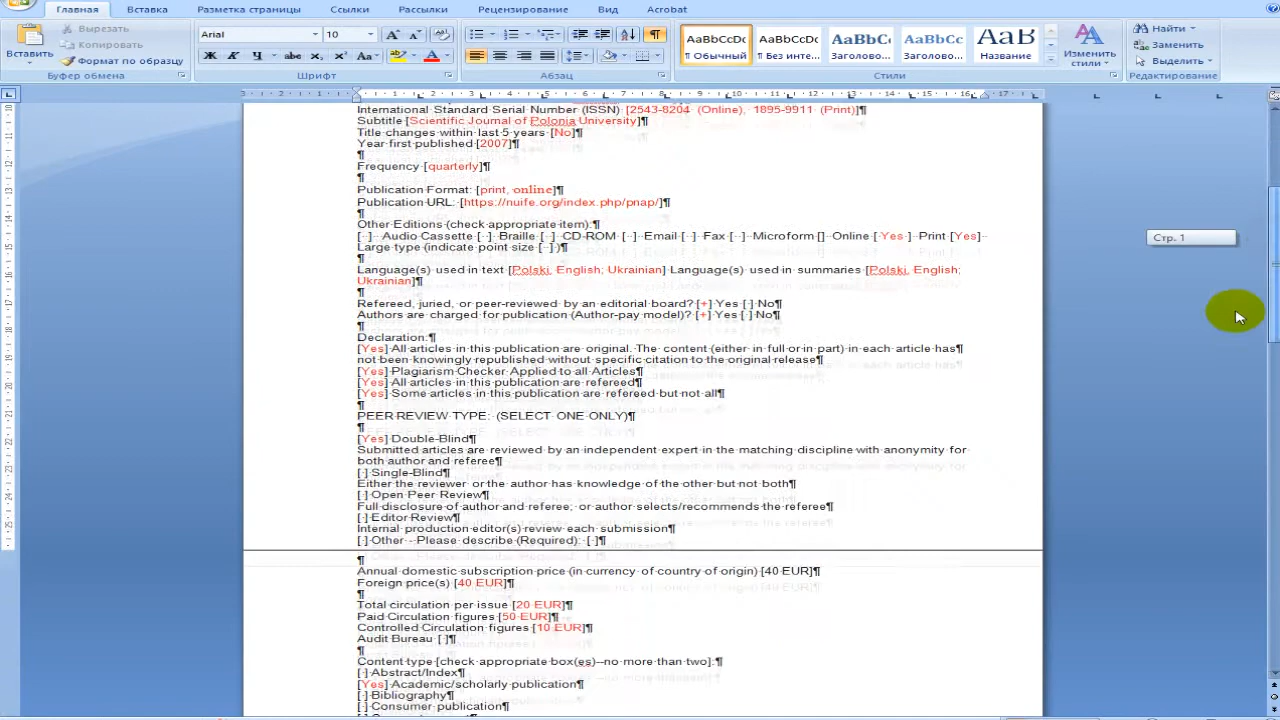 Главная Вставка Разметка страницы Ссылки Рассылки Рецензирование Вид Acrobat
Вставить
Вырезать
Копировать
Формат по образцу
Буфер обмена
Arial 10
Ж К Ч abc x₂ x² Aa
Шрифт
Абзац
AaBbCcDc AaBbCcDc AaBbCc AaBbCc
¶ Обычный ¶ Без инте... Заголово... Заголово... Название
Изменить стили
Стили
Найти
Заменить
Выделить
Редактирование
International Standard Serial Number (ISSN) [2543-8204 (Online), 1895-9911 (Print)]¶
Subtitle [Scientific Journal of Polonia University]¶
Title changes within last 5 years [No]¶
Year first published [2007]¶
¶
Frequency [quarterly]¶
¶
Publication Format: [print, online]¶
Publication URL: [https://nuife.org/index.php/pnap/]¶
¶
Other Editions (check appropriate item):¶
[ ] Audio Cassette [ ] Braille [ ] CD-ROM [ ] Email [ ] Fax [ ] Microform [] Online [ Yes ] Print [Yes]
Large type (indicate point size [ ] )¶
¶
Language(s) used in text [Polski, English; Ukrainian] Language(s) used in summaries [Polski, English;
Ukrainian]¶
¶
Refereed, juried, or peer-reviewed by an editorial board? [+] Yes [ ] No¶
Authors are charged for publication (Author-pay model)? [+] Yes [ ] No¶
¶
Declaration:¶
[Yes] All articles in this publication are original. The content (either in full or in part) in each article has¶
not been knowingly republished without specific citation to the original release¶
[Yes] Plagiarism Checker Applied to all Articles¶
[Yes] All articles in this publication are refereed¶
[Yes] Some articles in this publication are refereed but not all¶
¶
PEER REVIEW TYPE: (SELECT ONE ONLY)¶
¶
[Yes] Double-Blind¶
Submitted articles are reviewed by an independent expert in the matching discipline with anonymity for
both author and referee¶
[ ] Single-Blind¶
Either the reviewer or the author has knowledge of the other but not both¶
[ ] Open Peer Review¶
Full disclosure of author and referee; or author selects/recommends the referee¶
[ ] Editor Review¶
Internal production editor(s) review each submission¶
[ ] Other - Please describe (Required): [ ]¶
¶
Annual domestic subscription price (in currency of country of origin) [40 EUR]¶
Foreign price(s) [40 EUR]¶
¶
Total circulation per issue [20 EUR]¶
Paid Circulation figures [50 EUR]¶
Controlled Circulation figures [10 EUR]¶
Audit Bureau [ ]¶
¶
Content type [check appropriate box(es)--no more than two].¶
[ ] Abstract/Index¶
[Yes] Academic/scholarly publication¶
[ ] Bibliography¶
[ ] Consumer publication¶
Стр. 1